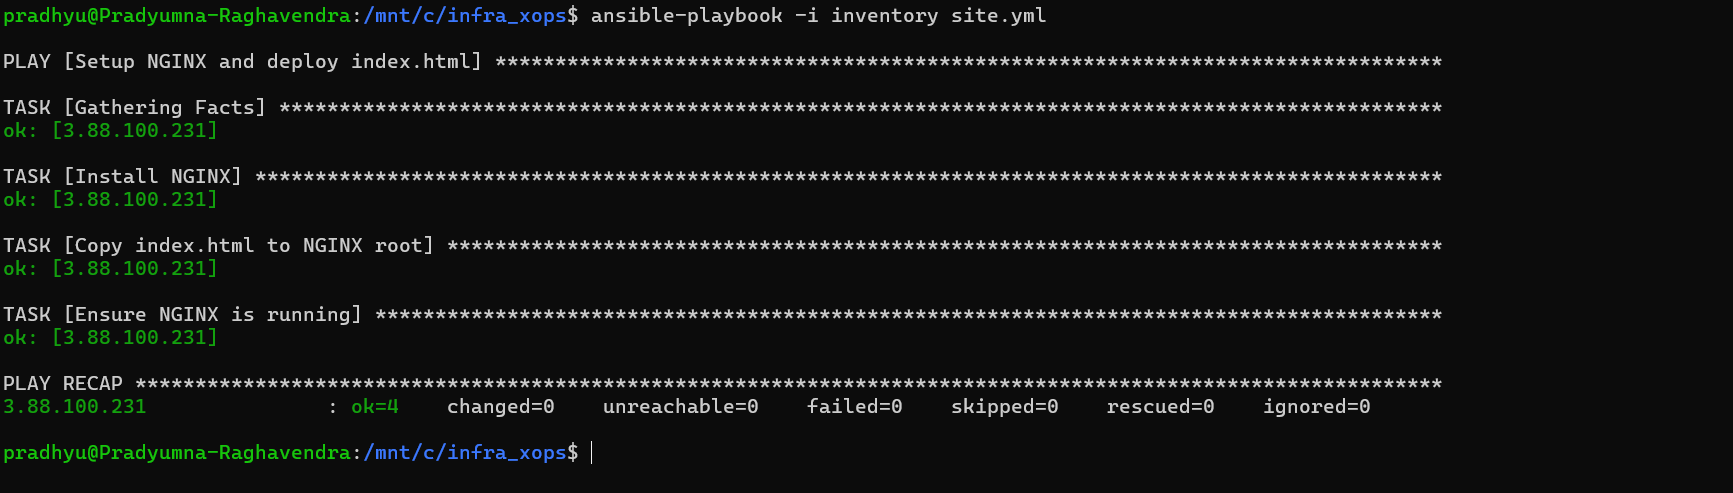 pradhyu@Pradyumna-Raghavendra:/mnt/c/infra_xops$ ansible-playbook -i inventory site.yml
PLAY [Setup NGINX and deploy index.html] *******************************************************************************
TASK [Gathering Facts] *************************************************************************************************
ok: [3.88.100.231]
TASK [Install NGINX] ***************************************************************************************************
ok: [3.88.100.231]
TASK [Copy index.html to NGINX root] ***********************************************************************************
ok: [3.88.100.231]
TASK [Ensure NGINX is running] *****************************************************************************************
ok: [3.88.100.231]
PLAY RECAP *************************************************************************************************************
3.88.100.231               : ok=4    changed=0    unreachable=0    failed=0    skipped=0    rescued=0    ignored=0
pradhyu@Pradyumna-Raghavendra:/mnt/c/infra_xops$